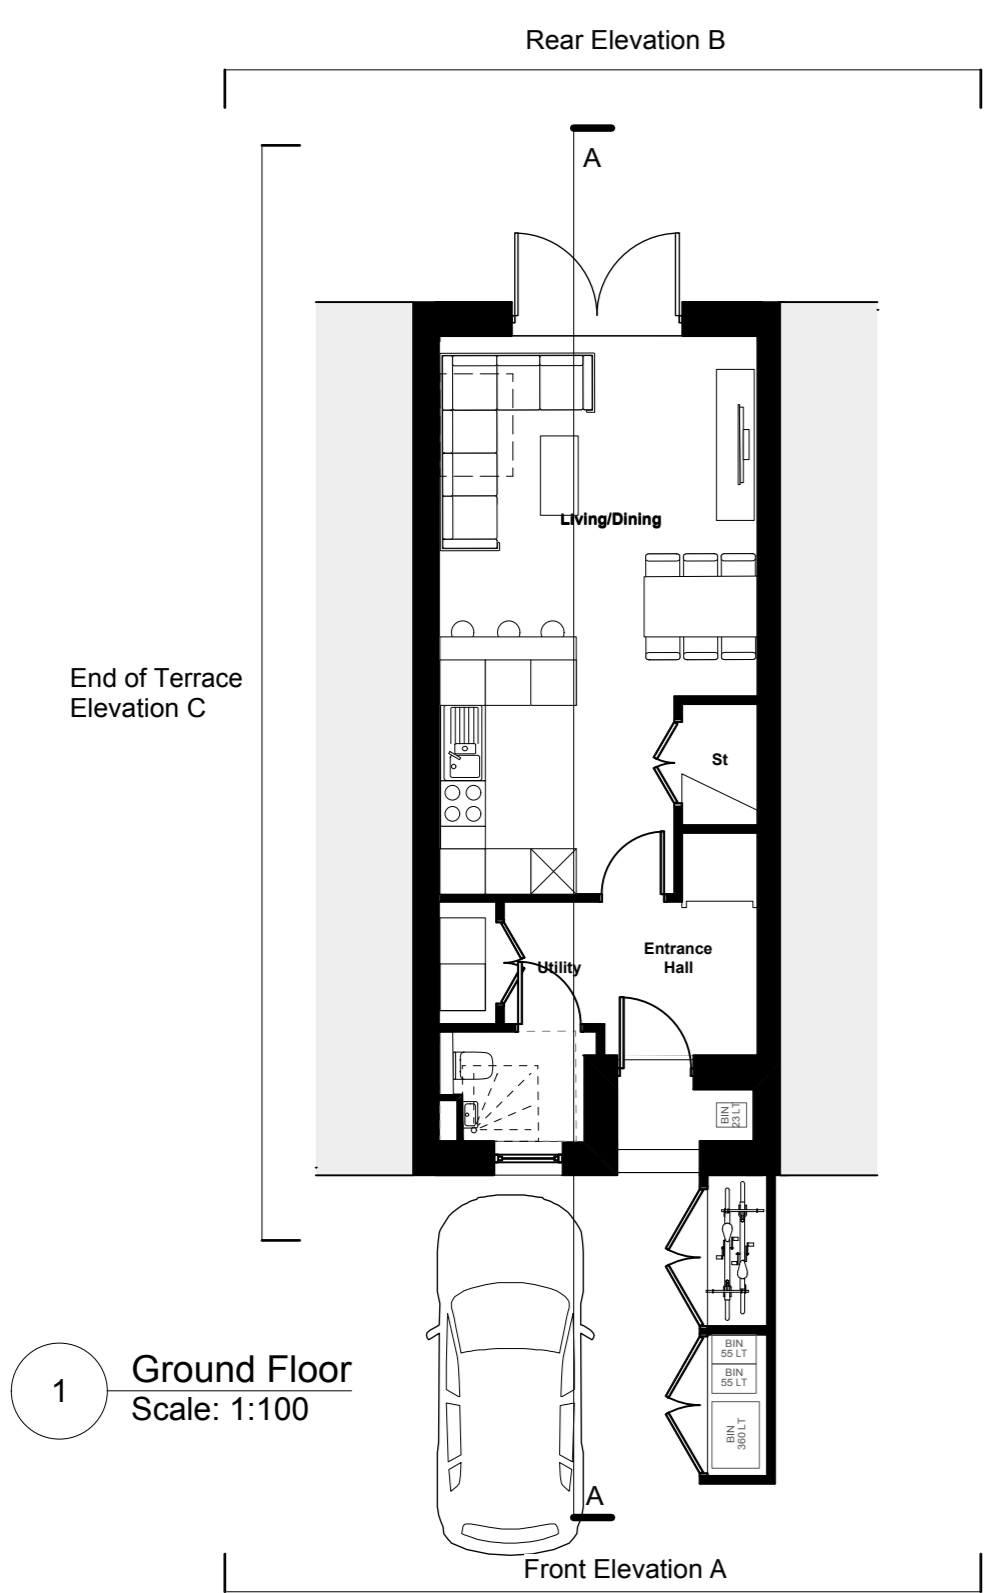 Rear Elevation B
A
Living/Dining
End of Terrace
Elevation C
St
Entrance
Hall
Utility
BIN
23 LT
BIN
55 LT
BIN
55 LT
BIN
360 LT
1
Ground Floor
Scale: 1:100
A
Front Elevation A